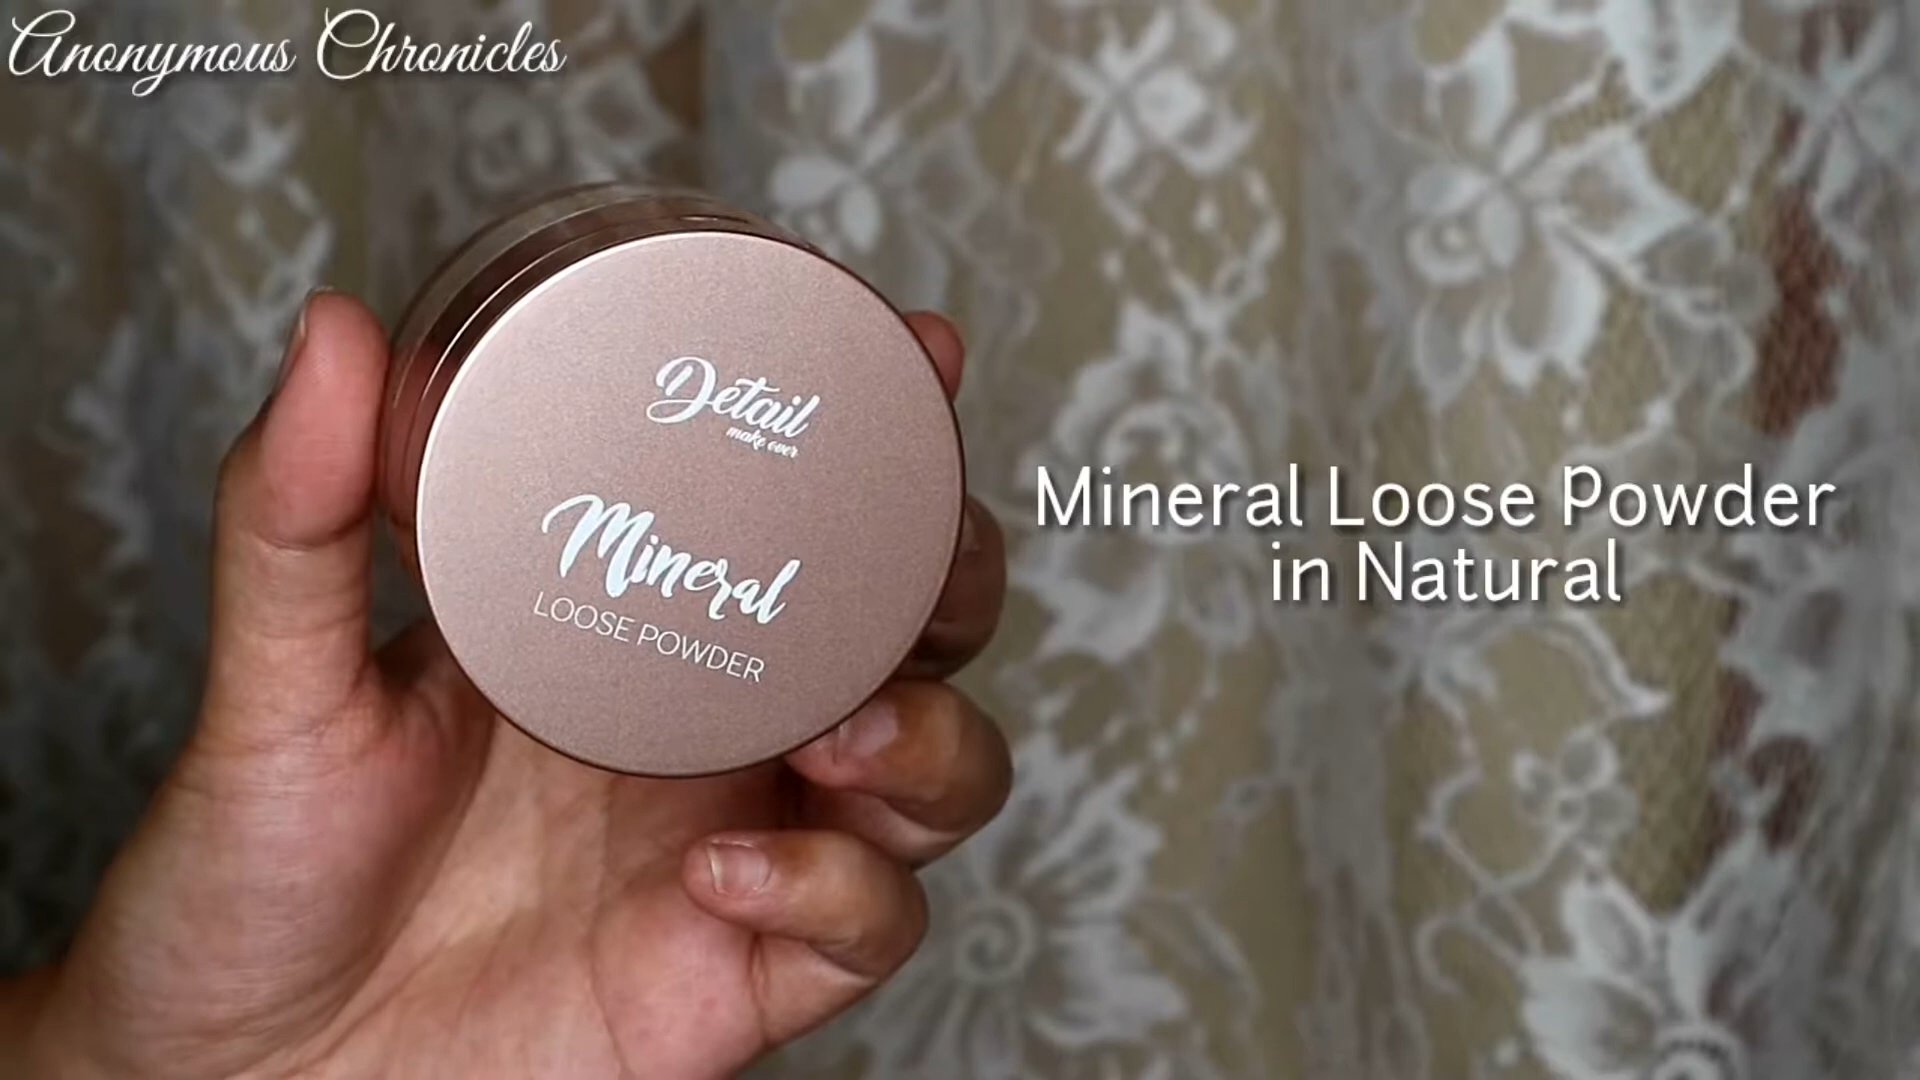 Anonymous Chronicles
Detail
make over
Mineral
LOOSE POWDER
Mineral Loose Powder
in Natural